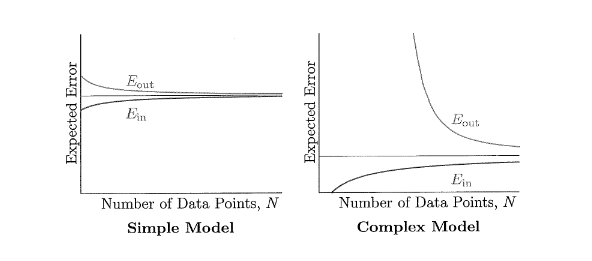 Expected Error
E_out
E_in
Number of Data Points, N
Simple Model
Expected Error
E_out
E_in
Number of Data Points, N
Complex Model